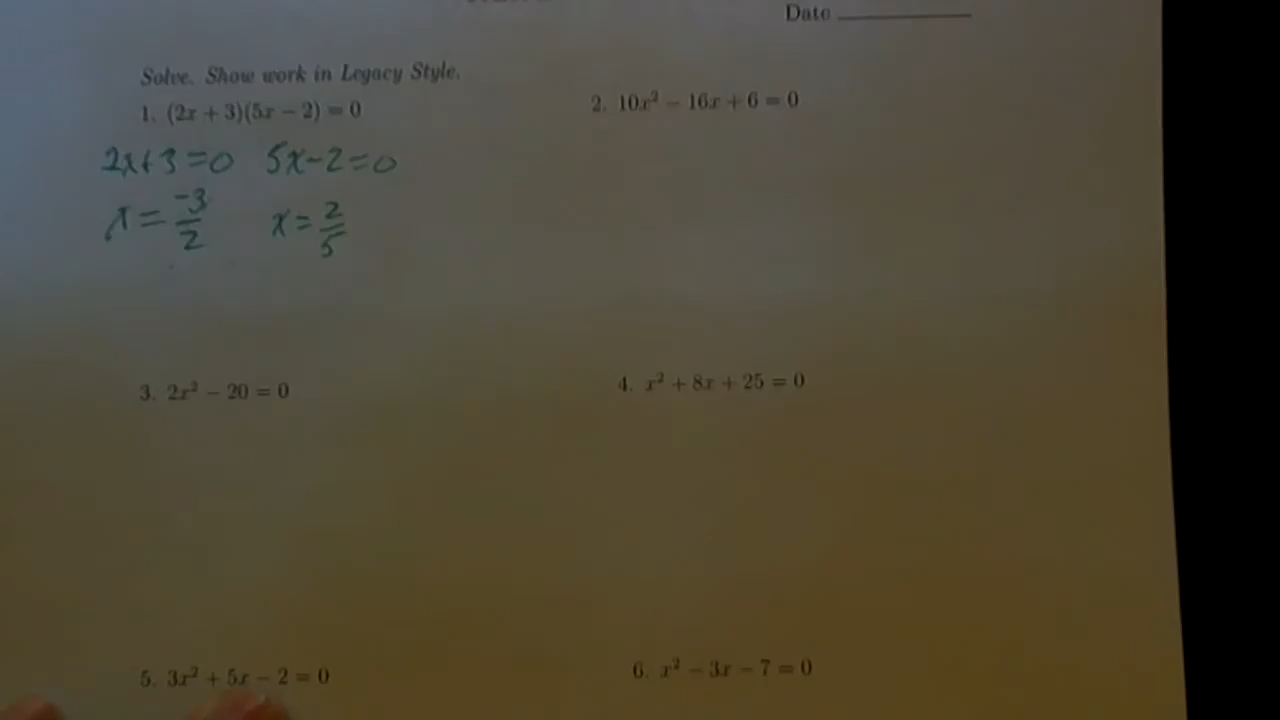 Date
Solve. Show work in Legacy Style.
1. (2x + 3)(5x − 2) = 0
2x+3=0 5x−2=0
x = -3/2 x = 2/5
2. 10x² − 16x + 6 = 0
3. 2x² − 20 = 0
4. x² + 8x + 25 = 0
5. 3x² + 5x − 2 = 0
6. x² − 3x − 7 = 0